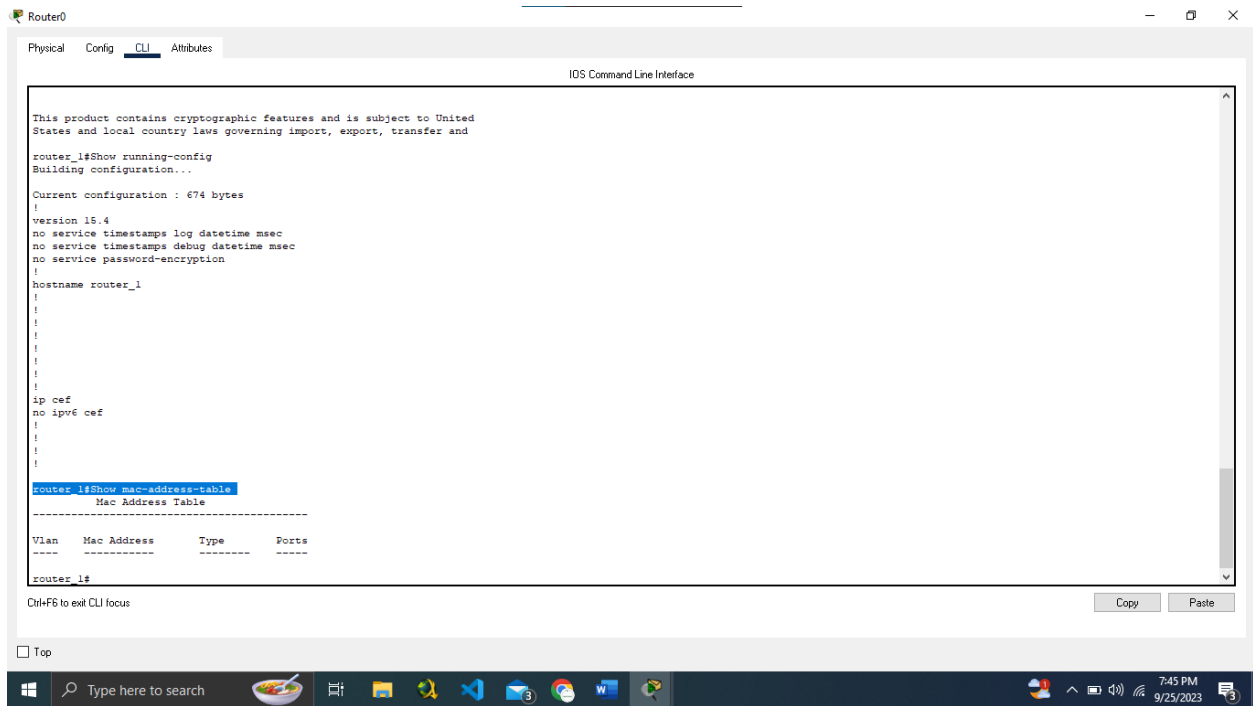 Router0
Physical Config CLI Attributes
IOS Command Line Interface
This product contains cryptographic features and is subject to United
States and local country laws governing import, export, transfer and
router_1#Show running-config
Building configuration...
Current configuration : 674 bytes
!
version 15.4
no service timestamps log datetime msec
no service timestamps debug datetime msec
no service password-encryption
!
hostname router_1
!
!
!
!
!
!
!
!
ip cef
no ipv6 cef
!
!
!
!
router_1#Show mac-address-table
Mac Address Table
-------------------------------------------
Vlan Mac Address Type Ports
---- ----------- -------- -----
router_1#
Ctrl+F6 to exit CLI focus
Copy Paste
Top
Type here to search
3
1
7:45 PM
9/25/2023
3